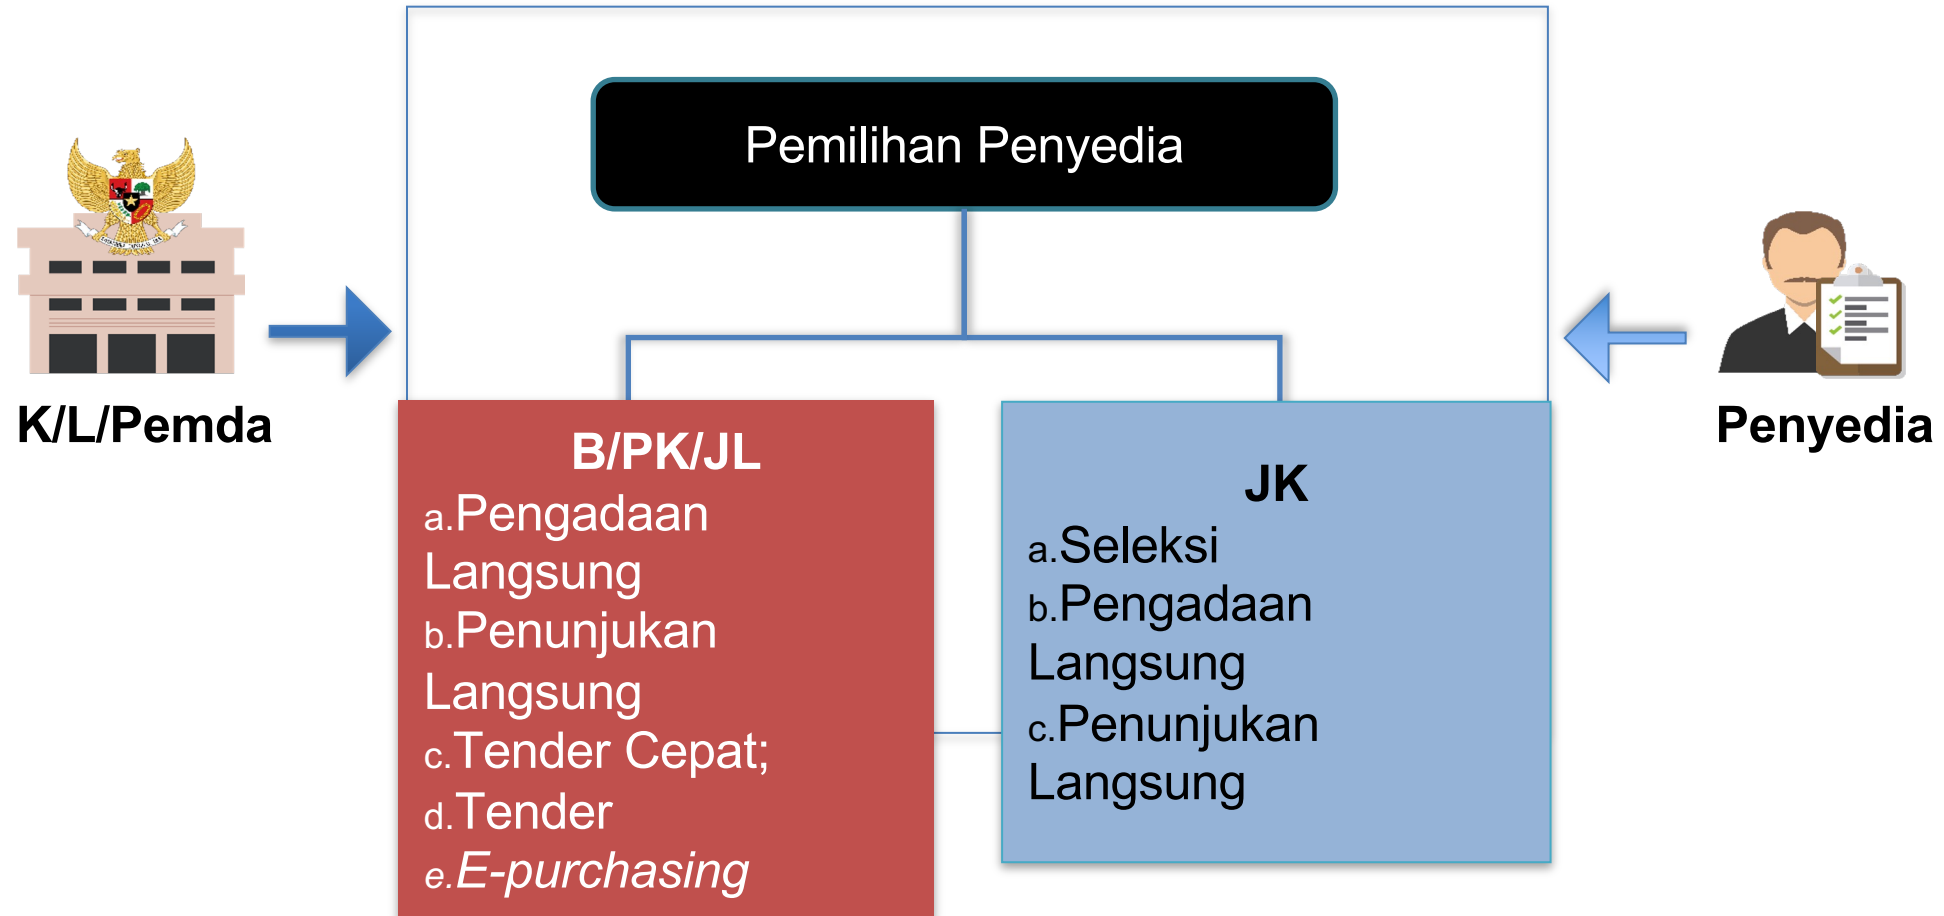 Pemilihan Penyedia
K/L/Pemda
Penyedia
B/PK/JL
a.Pengadaan
Langsung
b.Penunjukan
Langsung
c.Tender Cepat;
d.Tender
e.E-purchasing
JK
a.Seleksi
b.Pengadaan
Langsung
c.Penunjukan
Langsung